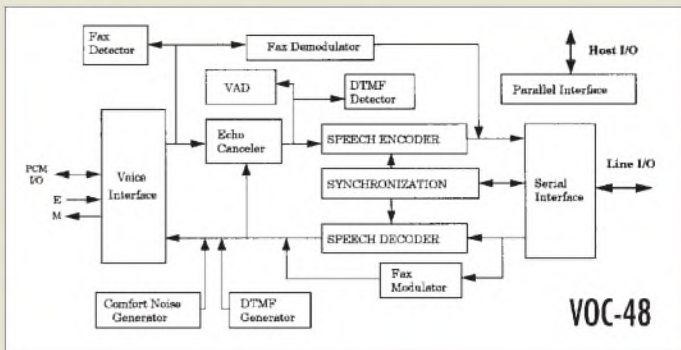 Fax
Detector
Fax Demodulator
Host I/O
VAD
DTMF
Detector
Parallel Interface
Echo
Canceler
SPEECH ENCODER
PCM
I/O
E
M
Voice
Interface
SYNCHRONIZATION
Serial
Interface
Line I/O
SPEECH DECODER
Fax
Modulator
Comfort Noise
Generator
DTMF
Generator
VOC-48